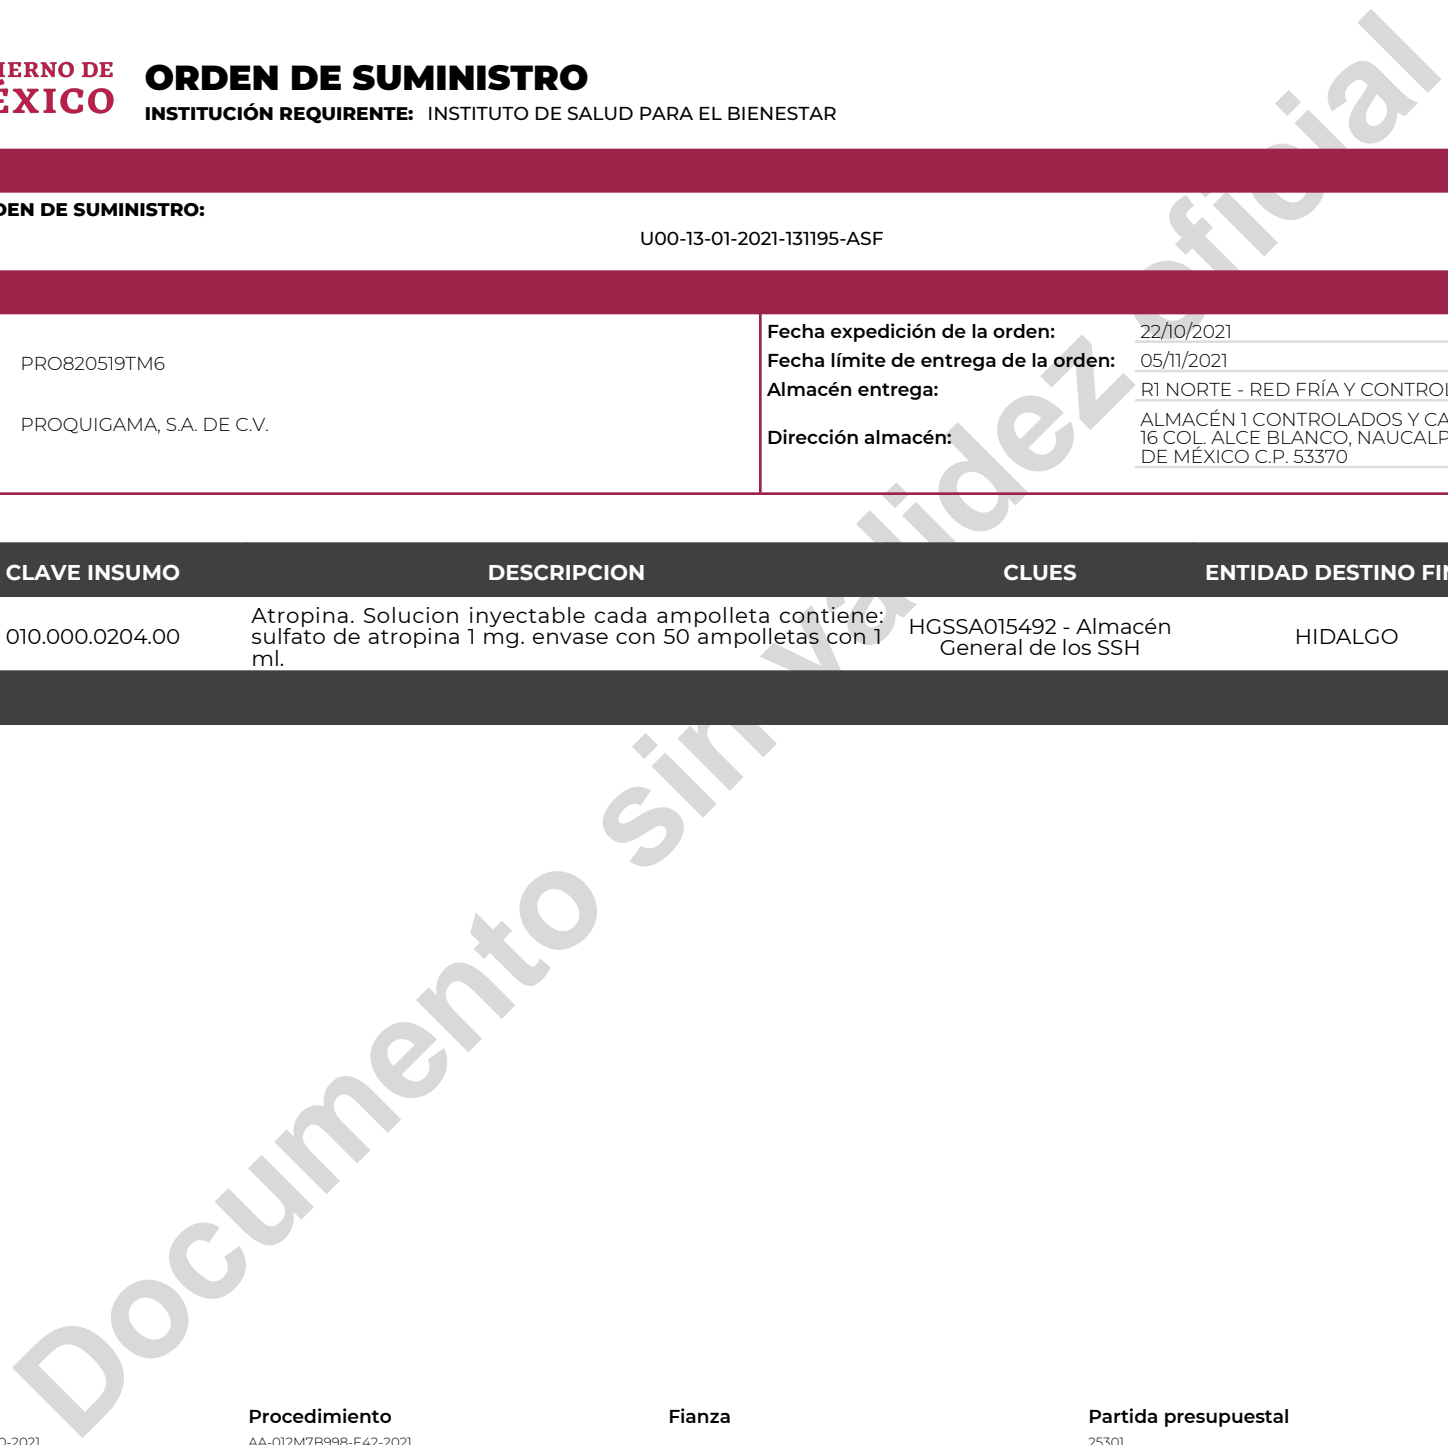 IERNO DE
ÉXICO
ORDEN DE SUMINISTRO
INSTITUCIÓN REQUIRENTE: INSTITUTO DE SALUD PARA EL BIENESTAR
DEN DE SUMINISTRO:
U00-13-01-2021-131195-ASF
PRO820519TM6
PROQUIGAMA, S.A. DE C.V.
Fecha expedición de la orden: 22/10/2021
Fecha límite de entrega de la orden: 05/11/2021
Almacén entrega: R1 NORTE - RED FRÍA Y CONTROL
Dirección almacén: ALMACÉN 1 CONTROLADOS Y CA
16 COL. ALCE BLANCO, NAUCALP
DE MÉXICO C.P. 53370
CLAVE INSUMO DESCRIPCION CLUES ENTIDAD DESTINO FIN
010.000.0204.00
Atropina. Solucion inyectable cada ampolleta contiene:
sulfato de atropina 1 mg. envase con 50 ampolletas con 1
ml.
HGSSA015492 - Almacén
General de los SSH
HIDALGO
Documento sin validez oficial
Procedimiento Fianza Partida presupuestal
0-2021 AA-012M7B998-E42-2021 25301